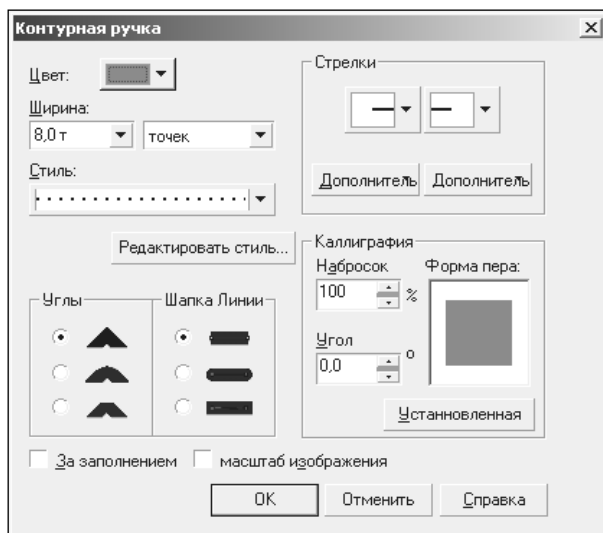 Контурная ручка
Цвет:
Ширина:
8,0 т
точек
Стиль:
Редактировать стиль...
Стрелки
Дополнитель Дополнитель
Каллиграфия
Набросок Форма пера:
100 %
Угол
0,0 °
Устанновленная
Углы Шапка Линии
За заполнением масштаб изображения
OK Отменить Справка